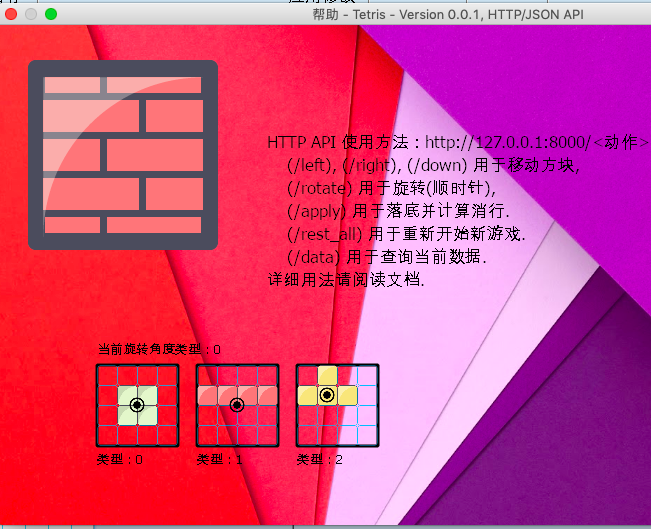 帮助 - Tetris - Version 0.0.1, HTTP/JSON API
HTTP API 使用方法：http://127.0.0.1:8000/<动作>
(/left), (/right), (/down) 用于移动方块,
(/rotate) 用于旋转(顺时针),
(/apply) 用于落底并计算消行.
(/rest_all) 用于重新开始新游戏.
(/data) 用于查询当前数据.
详细用法请阅读文档.
当前旋转角度类型：0
类型：0
类型：1
类型：2